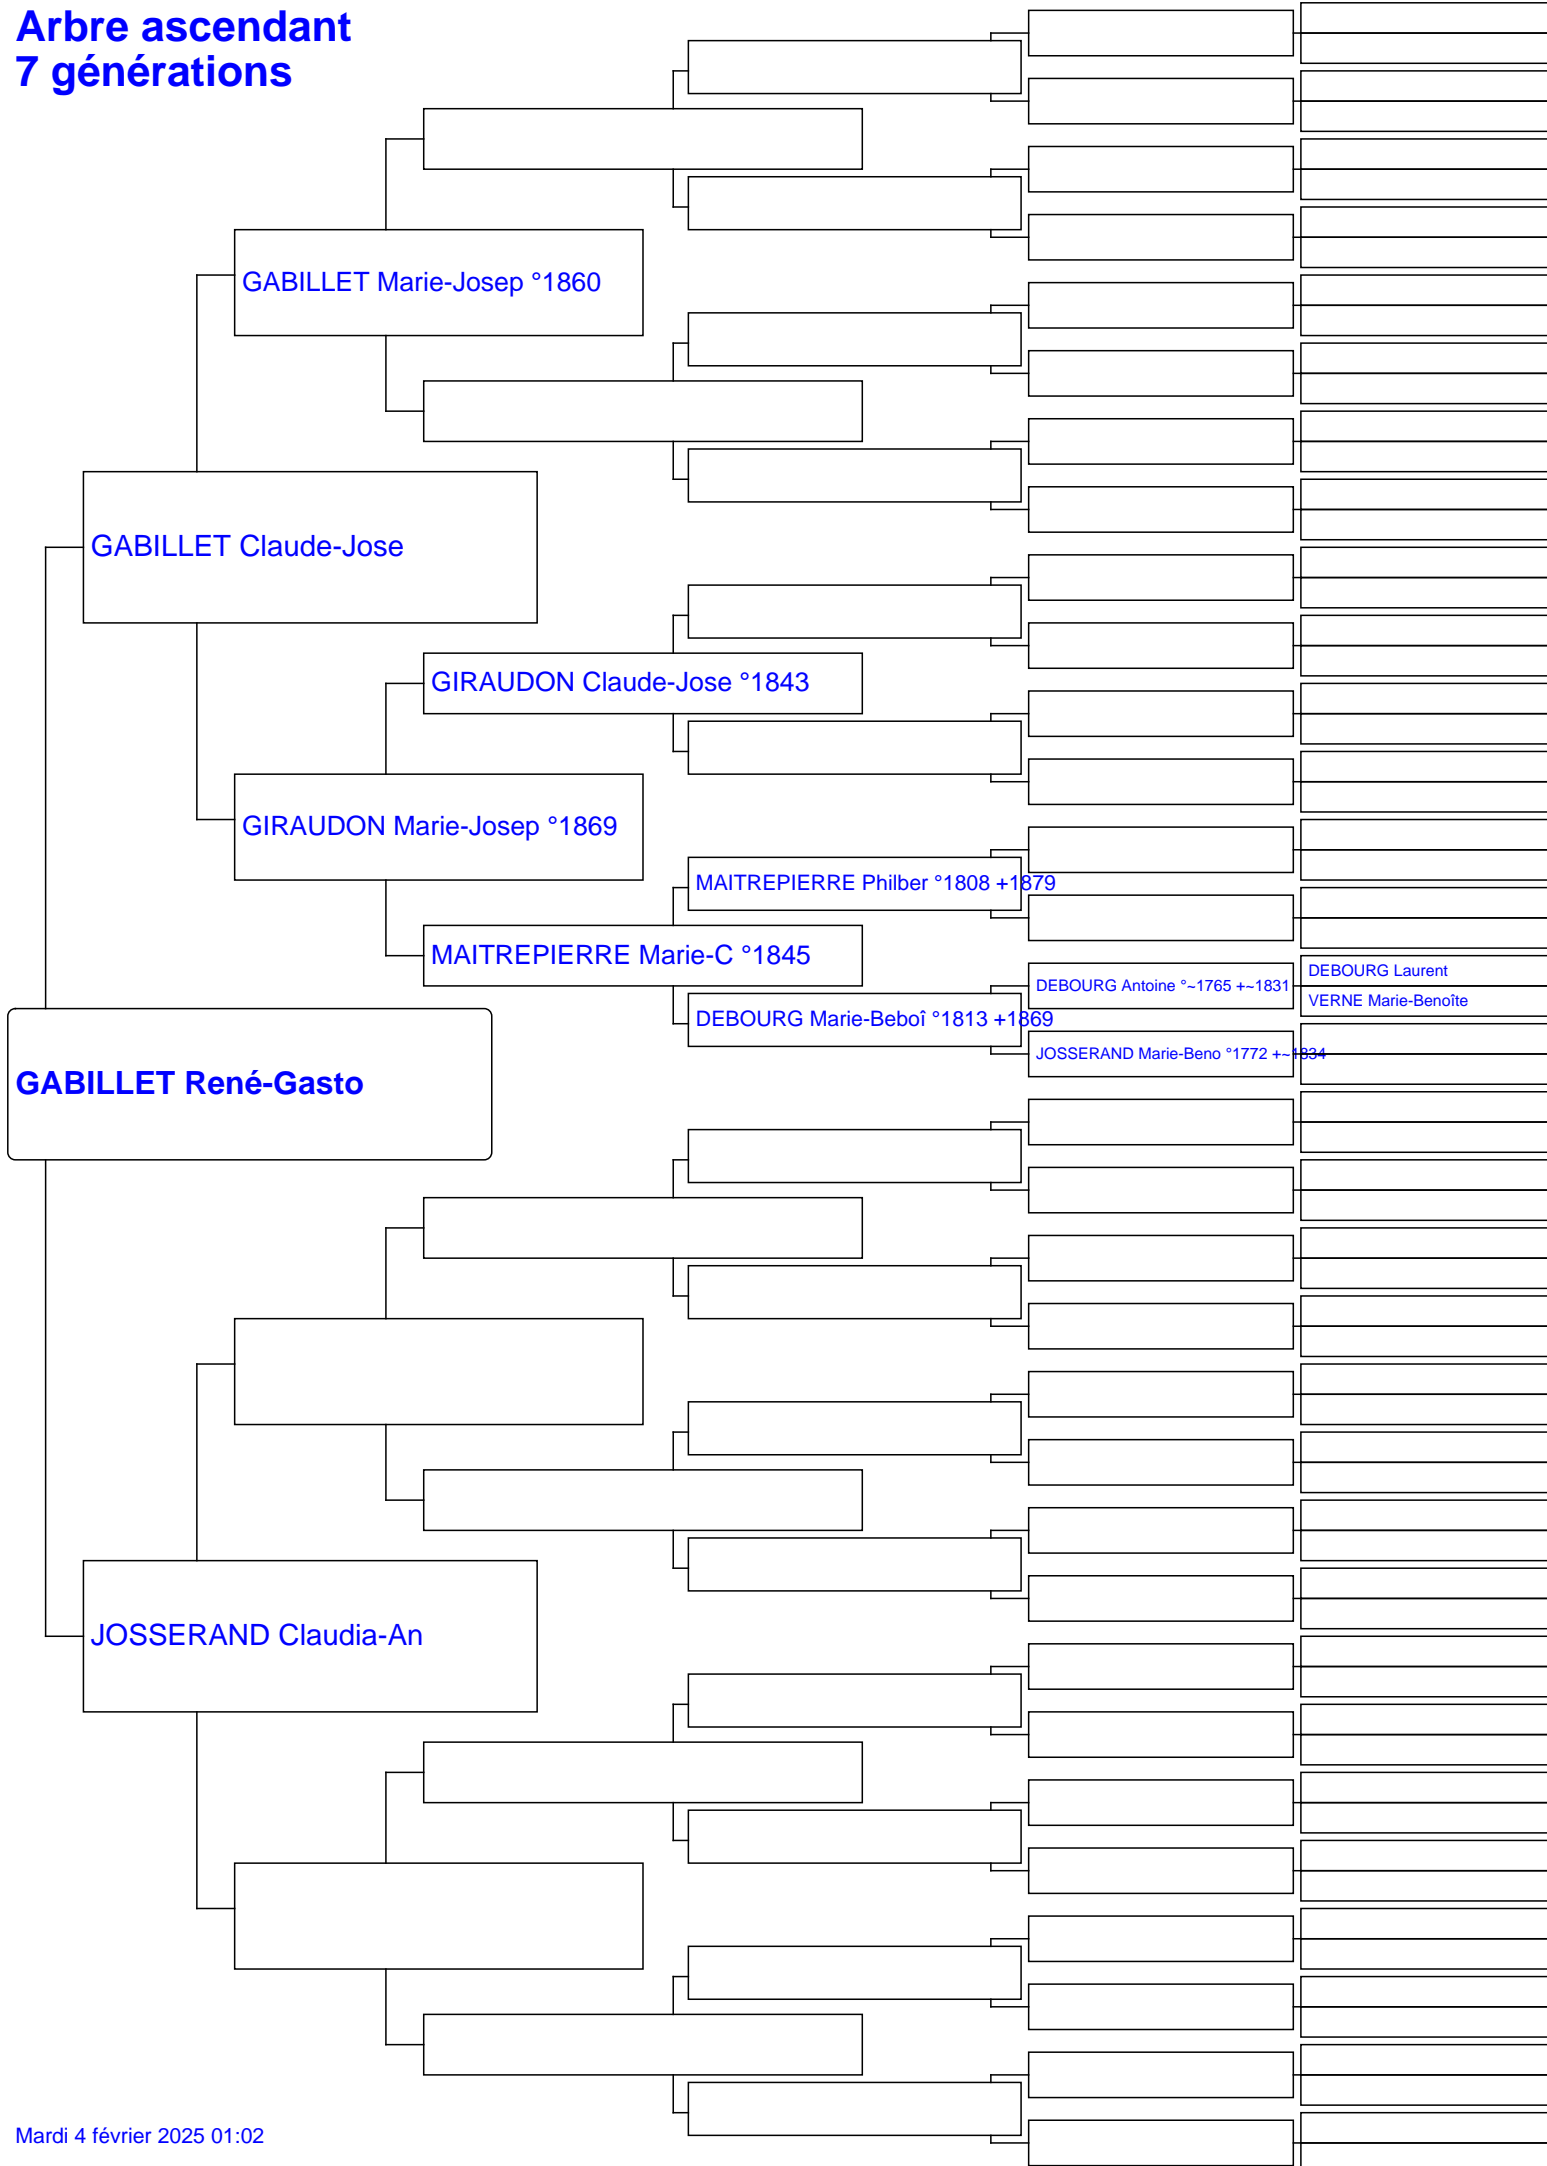 Arbre ascendant
7 générations
GABILLET Marie-Josep °1860
GABILLET Claude-Jose
GIRAUDON Claude-Jose °1843
GIRAUDON Marie-Josep °1869
MAITREPIERRE Philber °1808 +1879
MAITREPIERRE Marie-C °1845
DEBOURG Laurent
DEBOURG Antoine °~1765 +~1831
VERNE Marie-Benoîte
DEBOURG Marie-Beboî °1813 +1869
JOSSERAND Marie-Beno °1772 +~1834
GABILLET René-Gasto
JOSSERAND Claudia-An
Mardi 4 février 2025 01:02